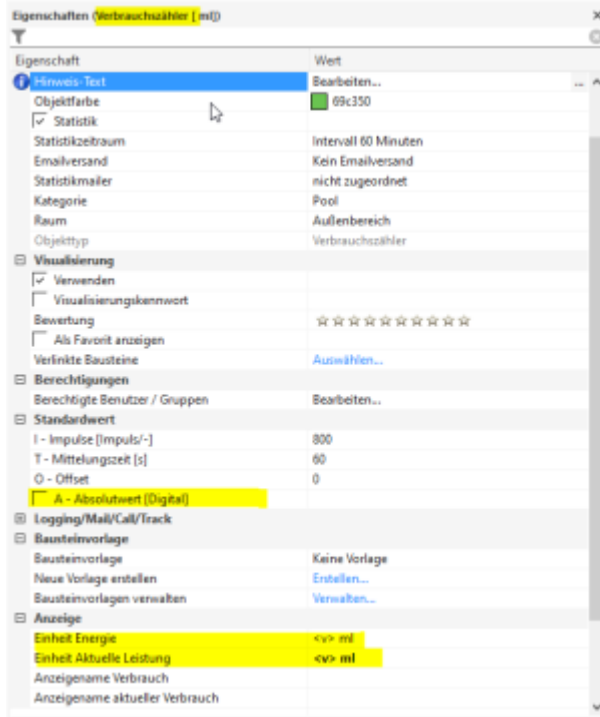 Eigenschaften (Verbrauchszähler [ ml])
Eigenschaft Wert
Hinweis-Text Bearbeiten... ...
Objektfarbe 69c350
Statistik
Statistikzeitraum Intervall 60 Minuten
Emailversand Kein Emailversand
Statistikmailer nicht zugeordnet
Kategorie Pool
Raum Außenbereich
Objekttyp Verbrauchszähler
Visualisierung
Verwenden
Visualisierungskennwort
Bewertung
Als Favorit anzeigen
Verlinkte Bausteine Auswählen...
Berechtigungen
Berechtigte Benutzer / Gruppen Bearbeiten...
Standardwert
I - Impulse [Impuls/-] 800
T - Mittelungszeit [s] 60
O - Offset 0
A - Absolutwert [Digital]
Logging/Mail/Call/Track
Bausteinvorlage
Bausteinvorlage Keine Vorlage
Neue Vorlage erstellen Erstellen...
Bausteinvorlagen verwalten Verwalten...
Anzeige
Einheit Energie <v> ml
Einheit Aktuelle Leistung <v> ml
Anzeigename Verbrauch
Anzeigename aktueller Verbrauch